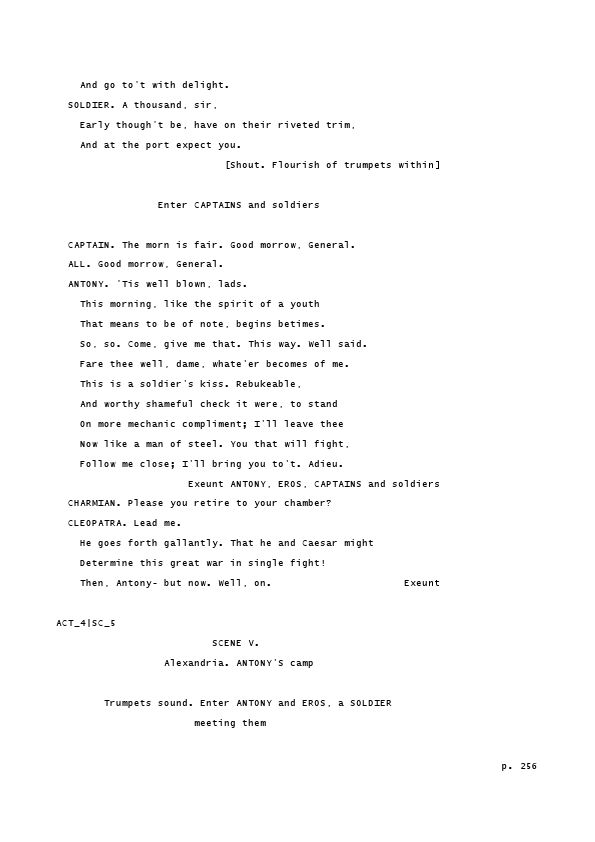 And go to't with delight.
SOLDIER. A thousand, sir,
Early though't be, have on their riveted trim,
And at the port expect you.
[Shout. Flourish of trumpets within]
Enter CAPTAINS and soldiers
CAPTAIN. The morn is fair. Good morrow, General.
ALL. Good morrow, General.
ANTONY. 'Tis well blown, lads.
This morning, like the spirit of a youth
That means to be of note, begins betimes.
So, so. Come, give me that. This way. Well said.
Fare thee well, dame, whate'er becomes of me.
This is a soldier's kiss. Rebukeable,
And worthy shameful check it were, to stand
On more mechanic compliment; I'll leave thee
Now like a man of steel. You that will fight,
Follow me close; I'll bring you to't. Adieu.
Exeunt ANTONY, EROS, CAPTAINS and soldiers
CHARMIAN. Please you retire to your chamber?
CLEOPATRA. Lead me.
He goes forth gallantly. That he and Caesar might
Determine this great war in single fight!
Then, Antony- but now. Well, on. Exeunt
ACT_4|SC_5
SCENE V.
Alexandria. ANTONY'S camp
Trumpets sound. Enter ANTONY and EROS, a SOLDIER
meeting them
p. 256